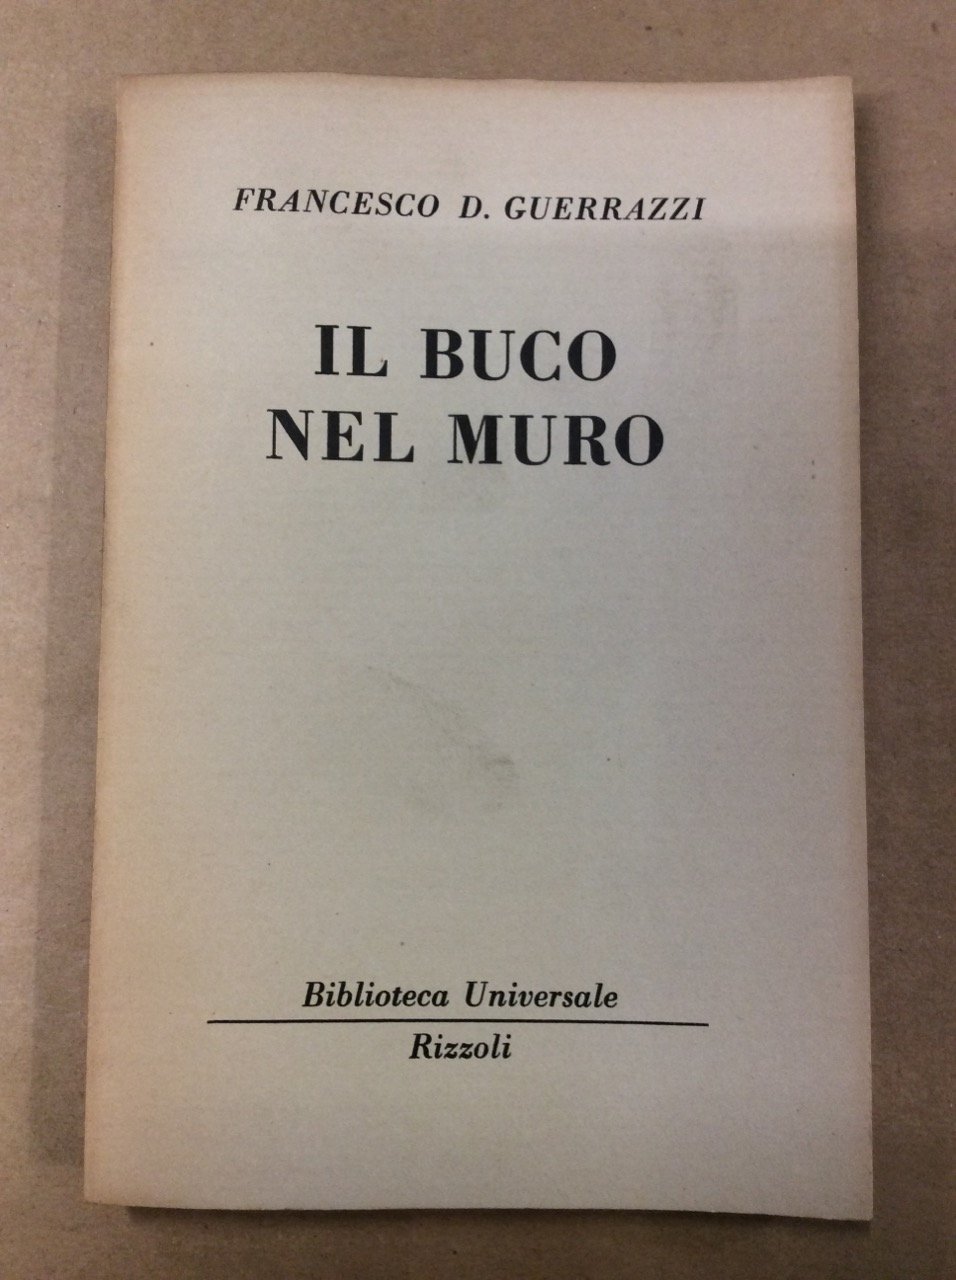 FRANCESCO D. GUERRAZZI
IL BUCO
NEL MURO
Biblioteca Universale
Rizzoli